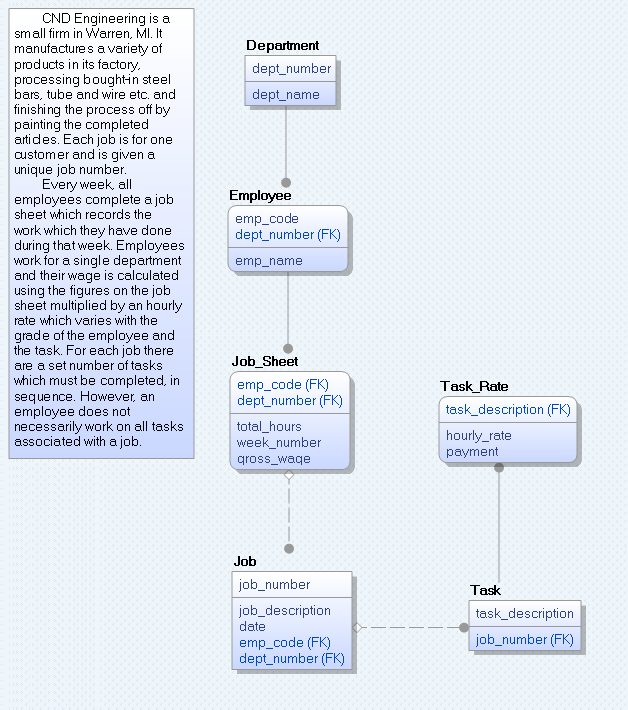 CND Engineering is a
small firm in Warren, MI. It
manufactures a variety of
products in its factory,
processing bought-in steel
bars, tube and wire etc. and
finishing the process off by
painting the completed
articles. Each job is for one
customer and is given a
unique job number.
Every week, all
employees complete a job
sheet which records the
work which they have done
during that week. Employees
work for a single department
and their wage is calculated
using the figures on the job
sheet multiplied by an hourly
rate which varies with the
grade of the employee and
the task. For each job there
are a set number of tasks
which must be completed, in
sequence. However, an
employee does not
necessarily work on all tasks
associated with a job.
Department
dept_number
dept_name
Employee
emp_code
dept_number (FK)
emp_name
Job_Sheet
emp_code (FK)
dept_number (FK)
total_hours
week_number
gross_wage
Task_Rate
task_description (FK)
hourly_rate
payment
Job
job_number
job_description
date
emp_code (FK)
dept_number (FK)
Task
task_description
job_number (FK)